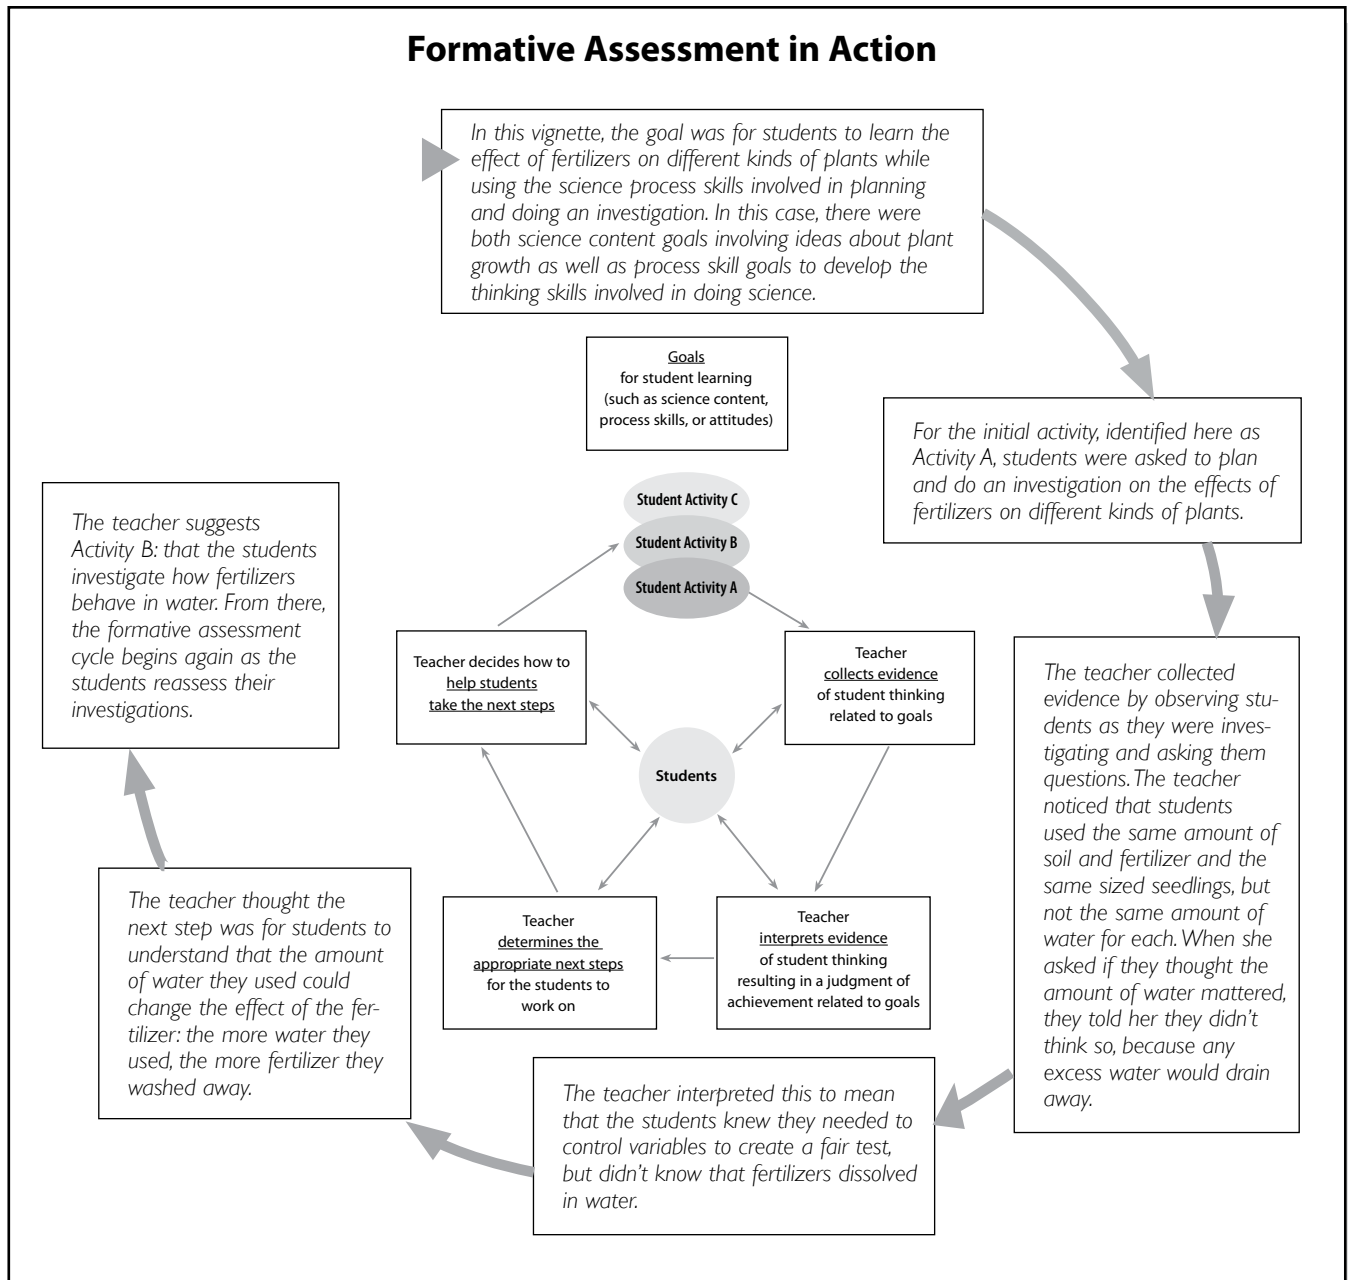 Formative Assessment in Action
In this vignette, the goal was for students to learn the
effect of fertilizers on different kinds of plants while
using the science process skills involved in planning
and doing an investigation. In this case, there were
both science content goals involving ideas about plant
growth as well as process skill goals to develop the
thinking skills involved in doing science.
Goals
for student learning
(such as science content,
process skills, or attitudes)
For the initial activity, identified here as
Activity A, students were asked to plan
and do an investigation on the effects of
fertilizers on different kinds of plants.
Student Activity C
Student Activity B
Student Activity A
The teacher suggests
Activity B: that the students
investigate how fertilizers
behave in water. From there,
the formative assessment
cycle begins again as the
students reassess their
investigations.
Teacher decides how to
help students
take the next steps
Teacher
collects evidence
of student thinking
related to goals
Students
The teacher collected
evidence by observing stu-
dents as they were inves-
tigating and asking them
questions. The teacher
noticed that students
used the same amount of
soil and fertilizer and the
same sized seedlings, but
not the same amount of
water for each. When she
asked if they thought the
amount of water mattered,
they told her they didn't
think so, because any
excess water would drain
away.
The teacher thought the
next step was for students to
understand that the amount
of water they used could
change the effect of the fer-
tilizer: the more water they
used, the more fertilizer they
washed away.
Teacher
determines the
appropriate next steps
for the students to
work on
Teacher
interprets evidence
of student thinking
resulting in a judgment of
achievement related to goals
The teacher interpreted this to mean
that the students knew they needed to
control variables to create a fair test,
but didn't know that fertilizers dissolved
in water.